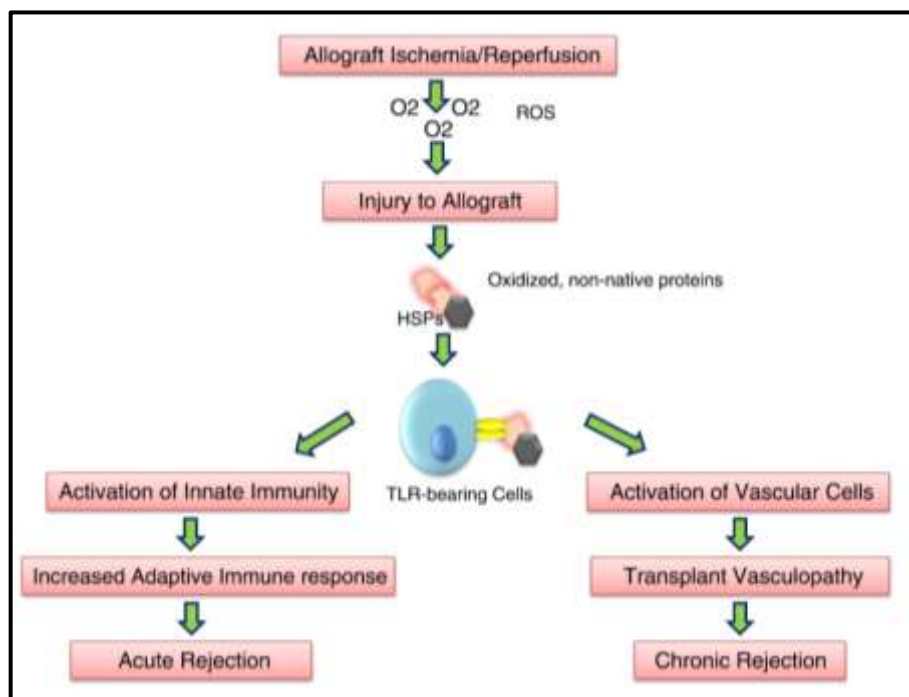 Allograft Ischemia/Reperfusion
O2 O2 ROS
O2
Injury to Allograft
Oxidized, non-native proteins
HSPs
TLR-bearing Cells
Activation of Innate Immunity
Activation of Vascular Cells
Increased Adaptive Immune response
Transplant Vasculopathy
Acute Rejection
Chronic Rejection